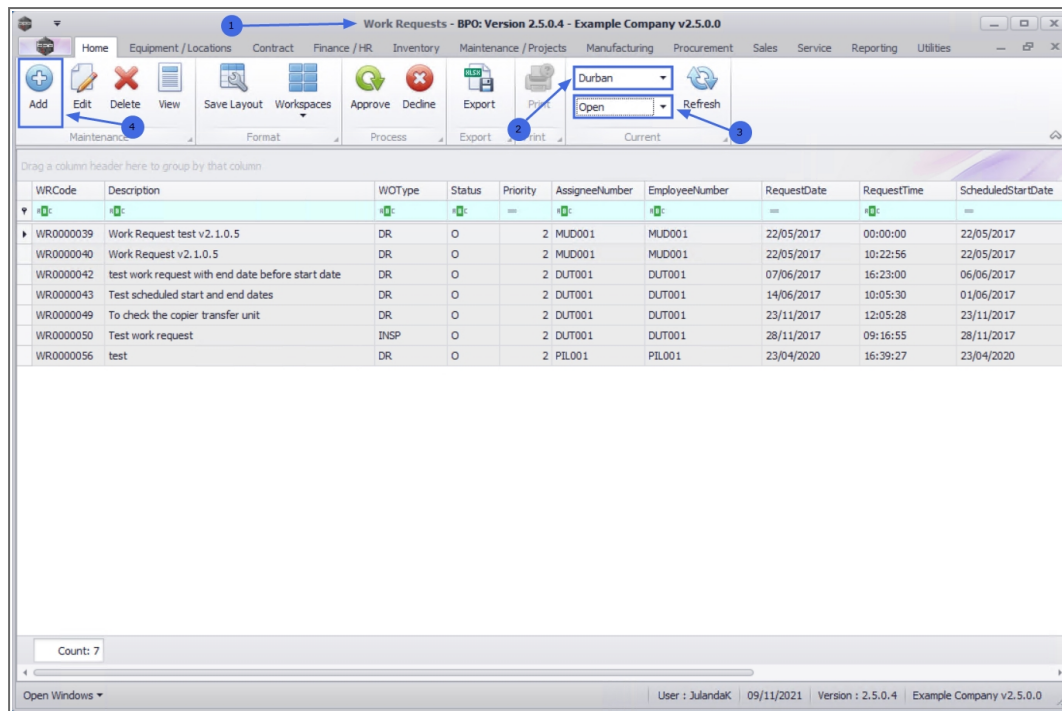 1
Work Requests - BPO: Version 2.5.0.4 - Example Company v2.5.0.0
Home Equipment / Locations Contract Finance / HR Inventory Maintenance / Projects Manufacturing Procurement Sales Service Reporting Utilities
Add Edit Delete View Save Layout Workspaces Approve Decline Export Print Durban Refresh
XLSX
Open
4 2 3
Maintenance Format Process Export Print Current
Drag a column header here to group by that column
WRCode Description WOType Status Priority AssigneeNumber EmployeeNumber RequestDate RequestTime ScheduledStartDate
WR0000039 Work Request test v2.1.0.5 DR O 2 MUD001 MUD001 22/05/2017 00:00:00 22/05/2017
WR0000040 Work Request v2.1.0.5 DR O 2 MUD001 MUD001 22/05/2017 10:22:56 22/05/2017
WR0000042 test work request with end date before start date DR O 2 DUT001 DUT001 07/06/2017 16:23:00 06/06/2017
WR0000043 Test scheduled start and end dates DR O 2 DUT001 DUT001 14/06/2017 10:05:30 01/06/2017
WR0000049 To check the copier transfer unit DR O 2 DUT001 DUT001 23/11/2017 12:05:28 23/11/2017
WR0000050 Test work request INSP O 2 DUT001 DUT001 28/11/2017 09:16:55 28/11/2017
WR0000056 test DR O 2 PIL001 PIL001 23/04/2020 16:39:27 23/04/2020
Count: 7
Open Windows User : JulandaK 09/11/2021 Version : 2.5.0.4 Example Company v2.5.0.0